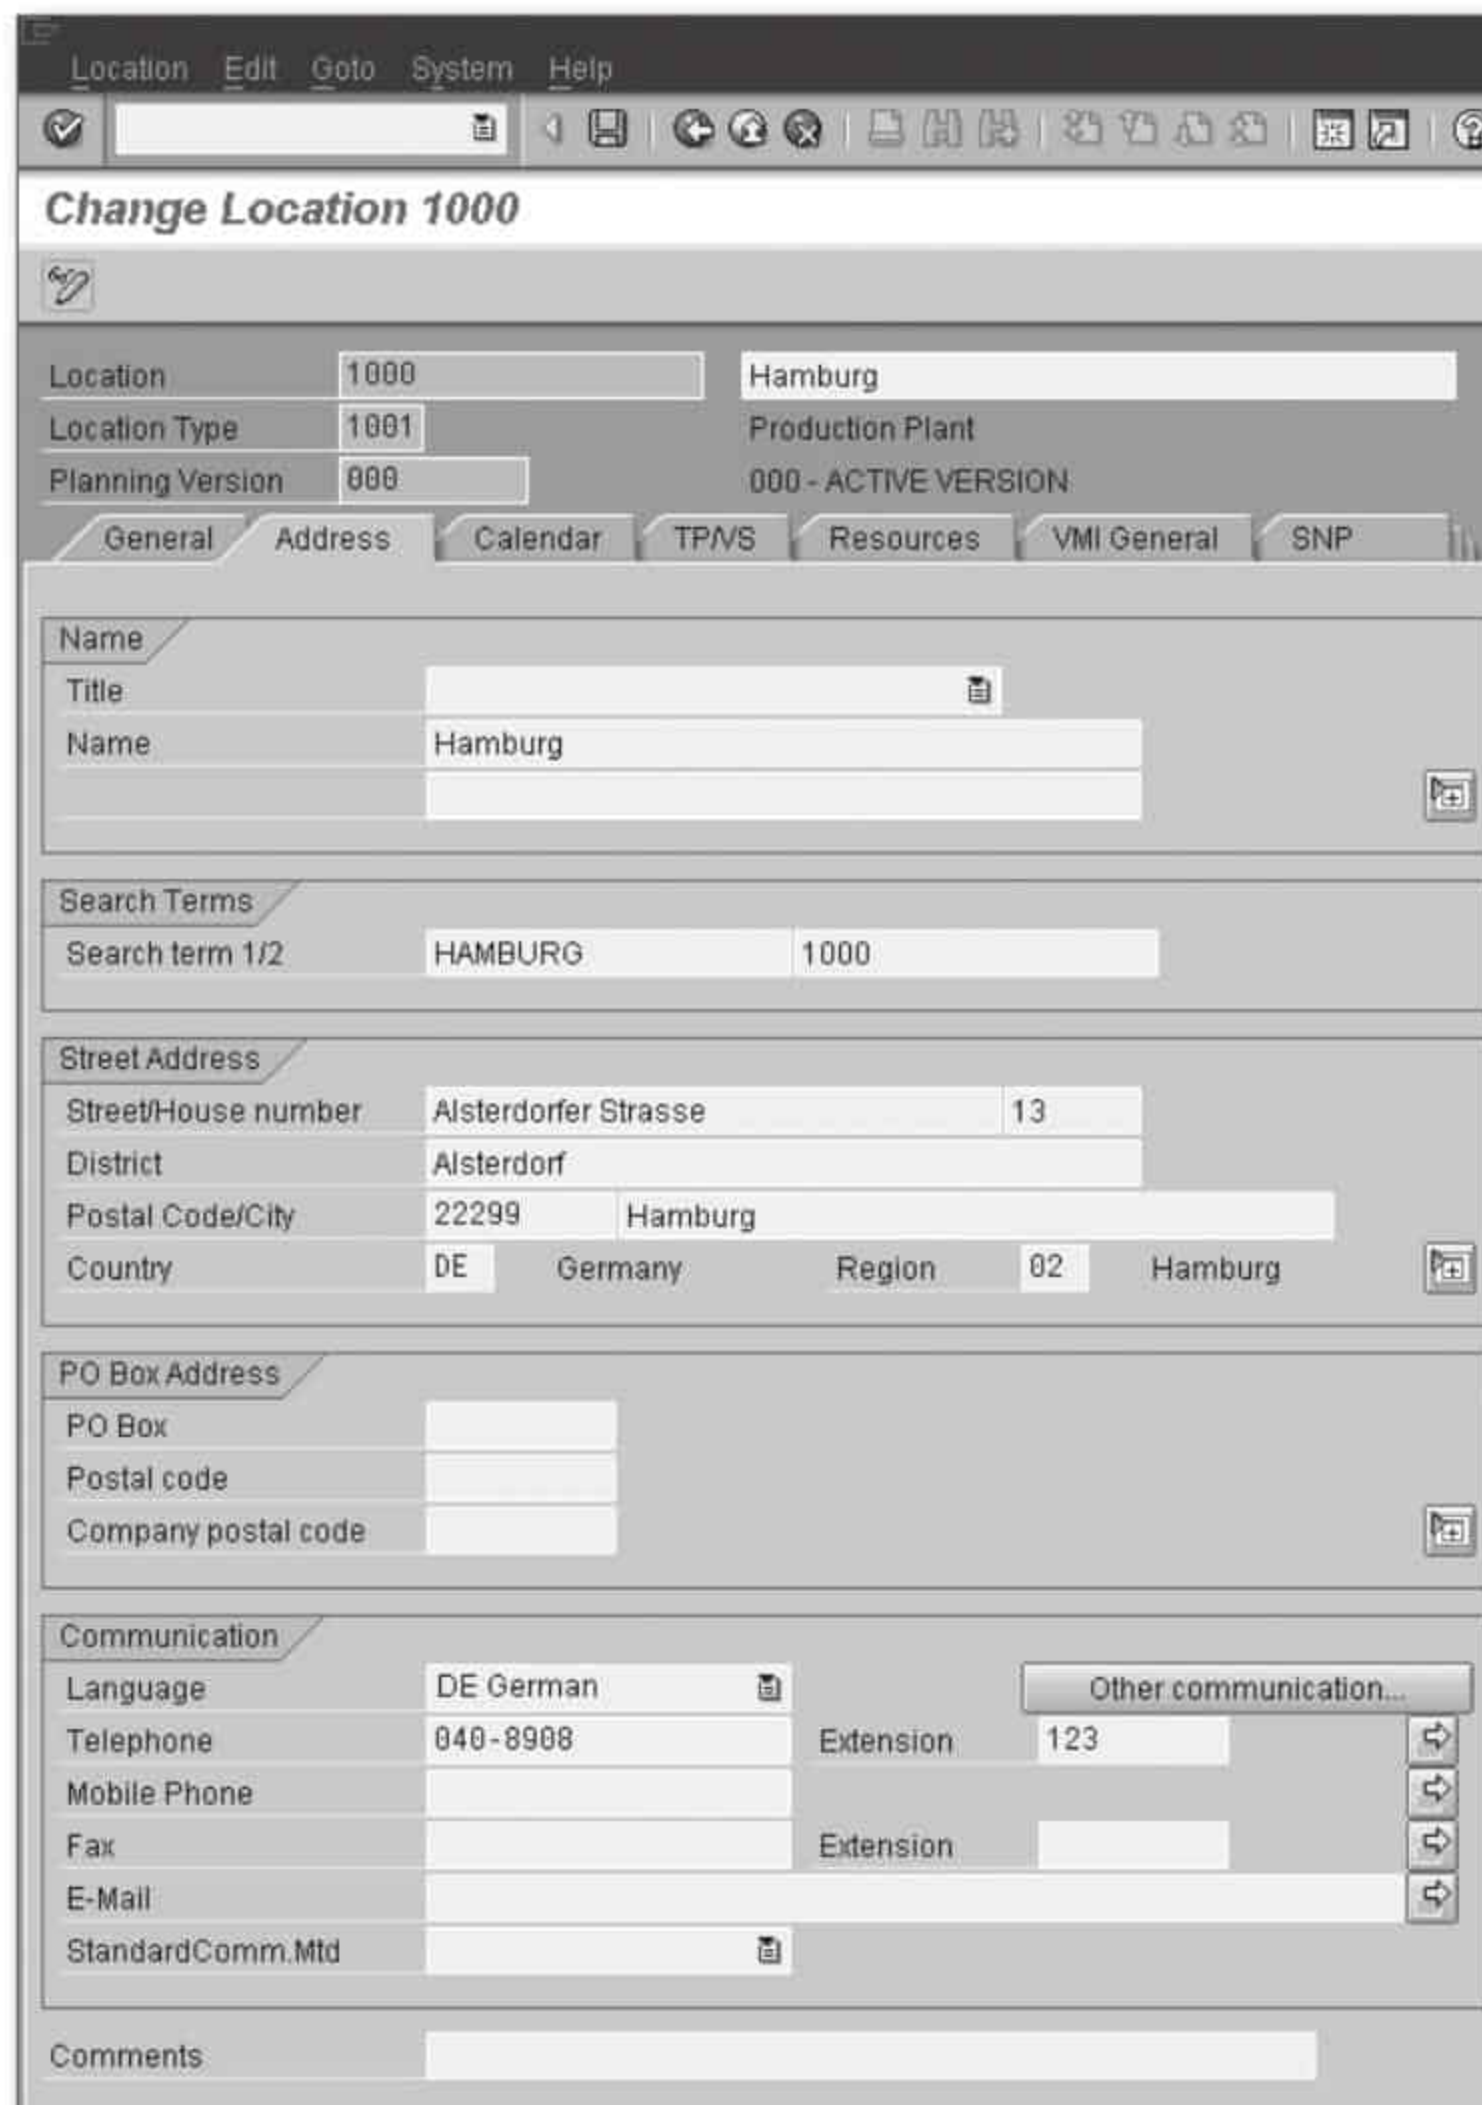 Location Edit Goto System Help
Change Location 1000
Location 1000 Hamburg
Location Type 1001 Production Plant
Planning Version 000 000 - ACTIVE VERSION
General Address Calendar TP/VS Resources VMI General SNP
Name
Title
Name Hamburg
Search Terms
Search term 1/2 HAMBURG 1000
Street Address
Street/House number Alsterdorfer Strasse 13
District Alsterdorf
Postal Code/City 22299 Hamburg
Country DE Germany Region 02 Hamburg
PO Box Address
PO Box
Postal code
Company postal code
Communication
Language DE German Other communication...
Telephone 040-8908 Extension 123
Mobile Phone
Fax Extension
E-Mail
StandardComm.Mtd
Comments